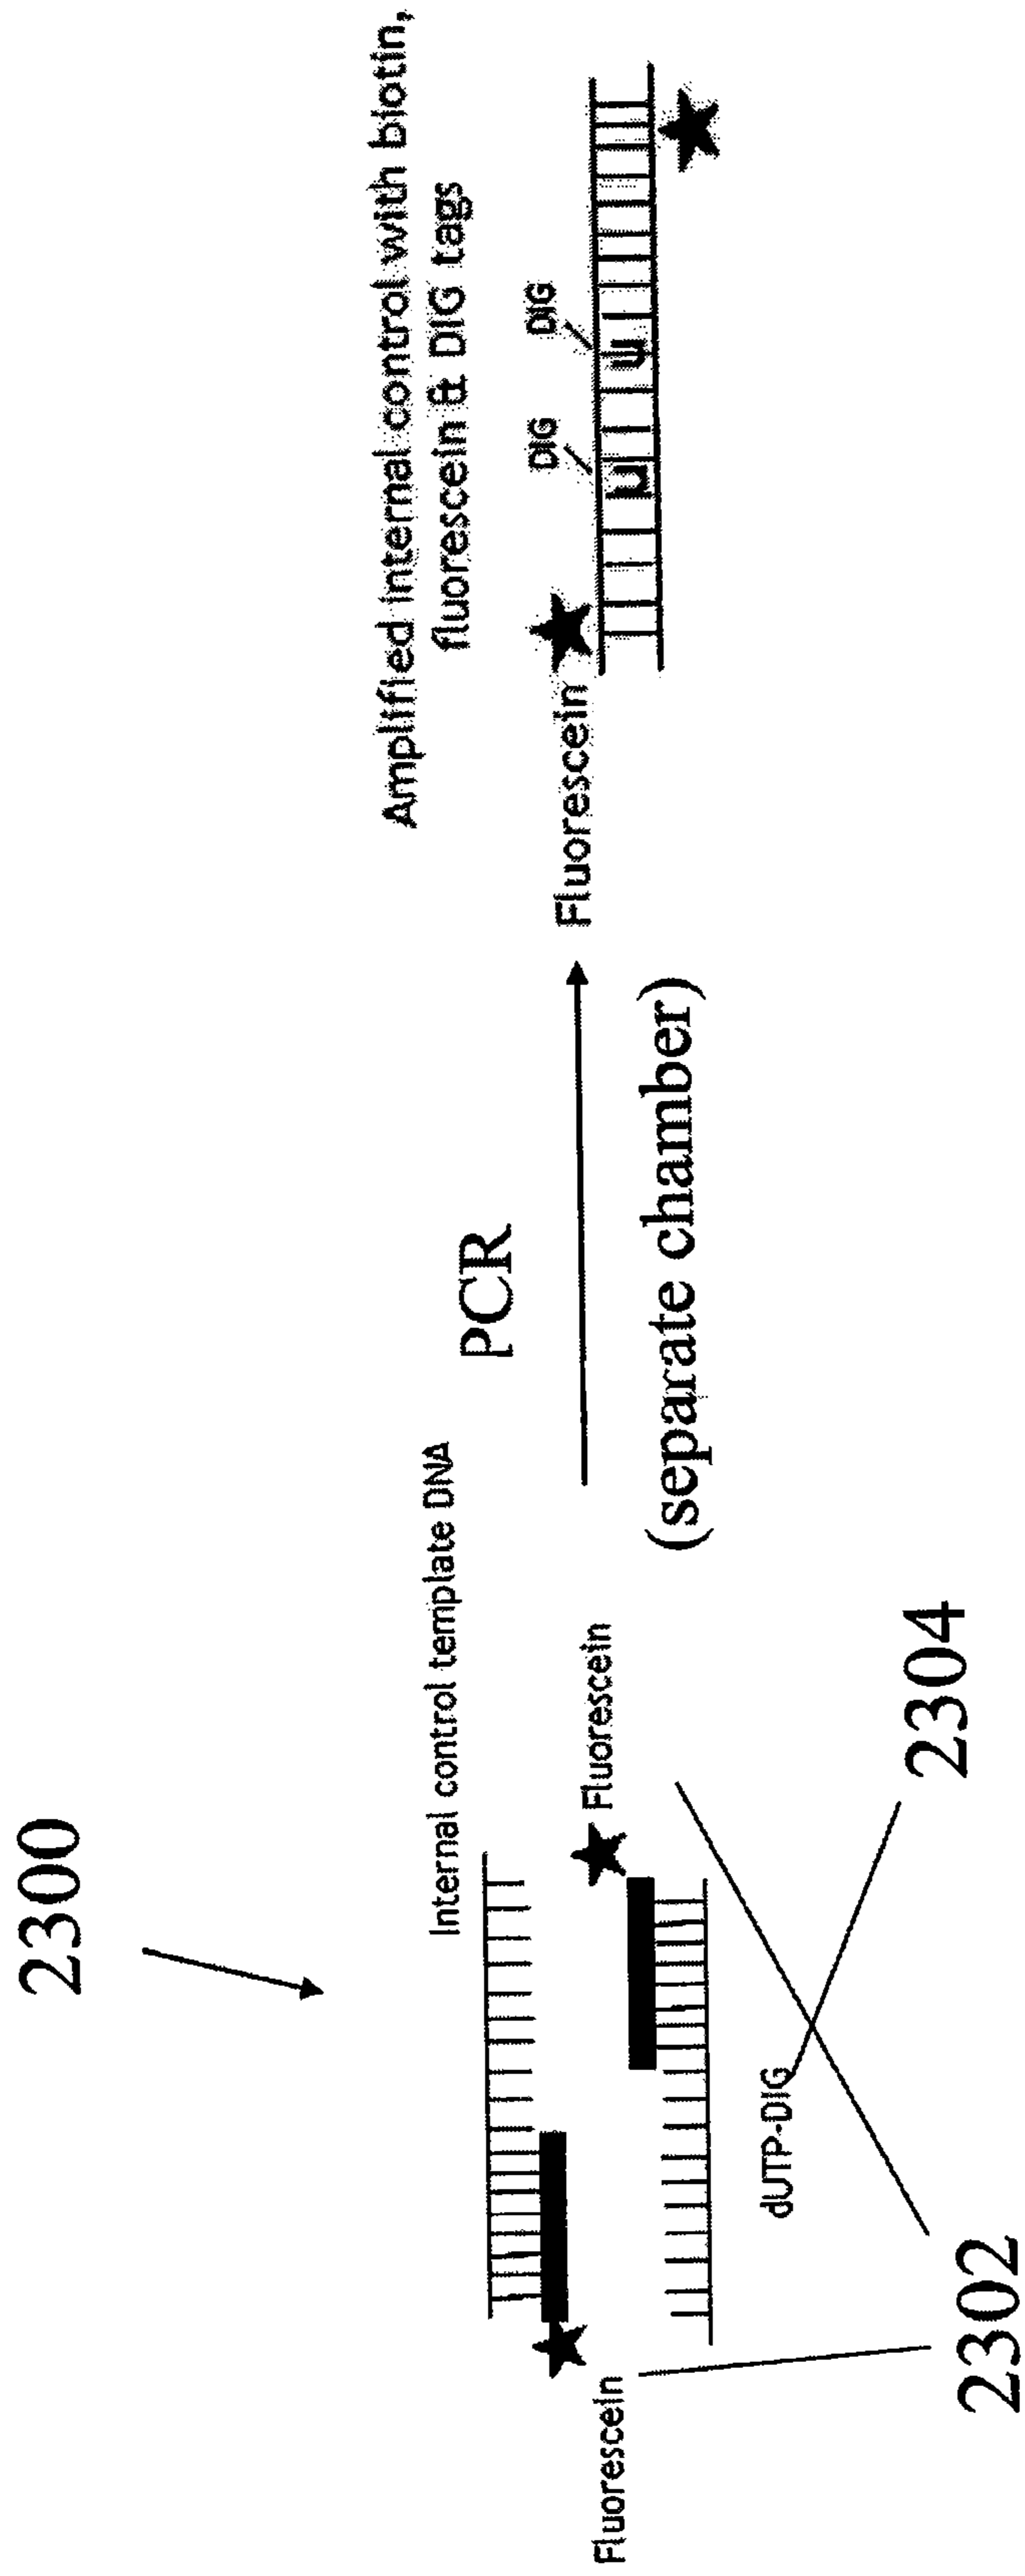 2300
Internal control template DNA
Fluorescein
Fluorescein
dUTP-DIG
2302
2304
PCR
(separate chamber)
Amplified internal control with biotin,
fluorescein & DIG tags
Fluorescein
DIG
DIG
U
U